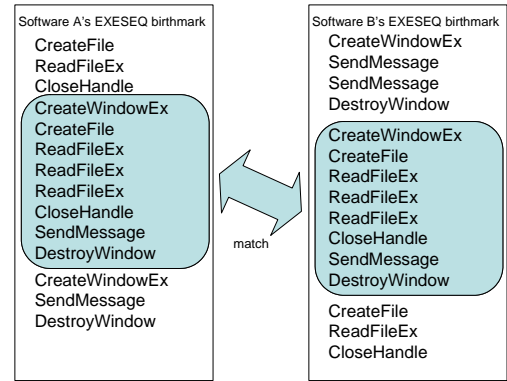 Software A's EXESEQ birthmark
CreateFile
ReadFileEx
CloseHandle
CreateWindowEx
CreateFile
ReadFileEx
ReadFileEx
ReadFileEx
CloseHandle
SendMessage
DestroyWindow
CreateWindowEx
SendMessage
DestroyWindow
match
Software B's EXESEQ birthmark
CreateWindowEx
SendMessage
SendMessage
DestroyWindow
CreateWindowEx
CreateFile
ReadFileEx
ReadFileEx
ReadFileEx
CloseHandle
SendMessage
DestroyWindow
CreateFile
ReadFileEx
CloseHandle